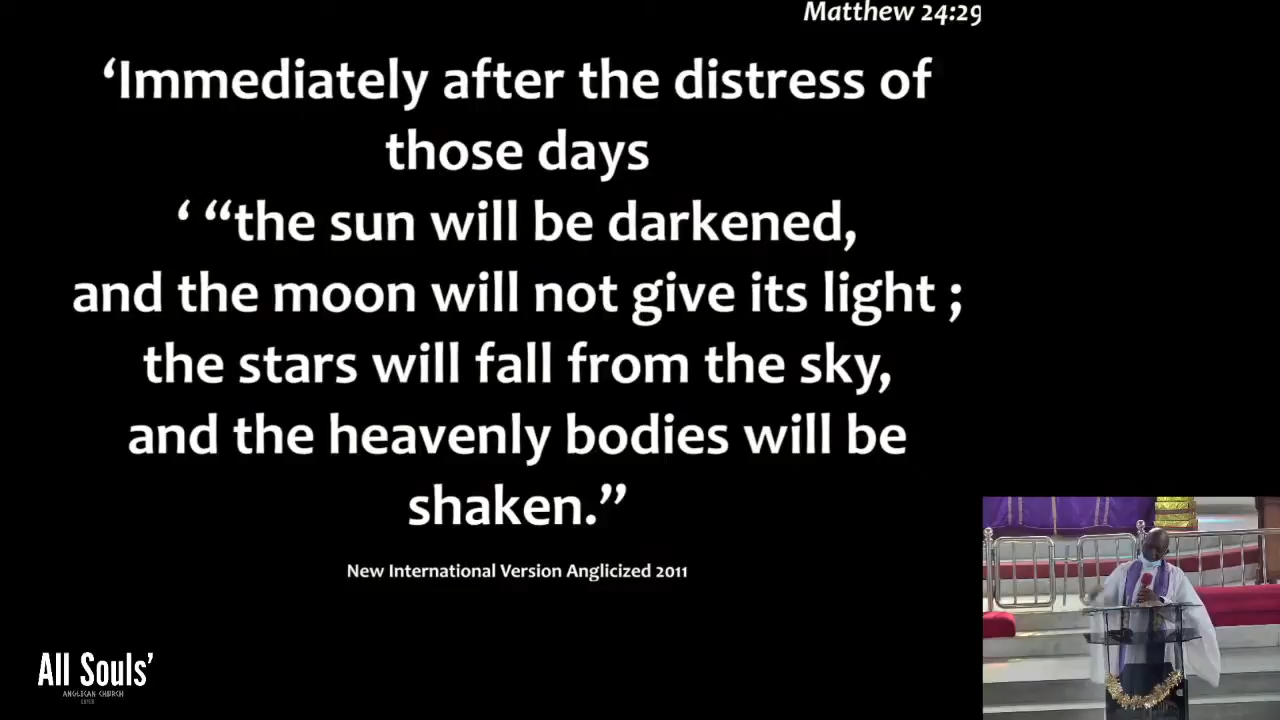 Matthew 24:29
‘Immediately after the distress of
those days
‘ “the sun will be darkened,
and the moon will not give its light ;
the stars will fall from the sky,
and the heavenly bodies will be
shaken.”
New International Version Anglicized 2011
All Souls’
ANGLICAN CHURCH